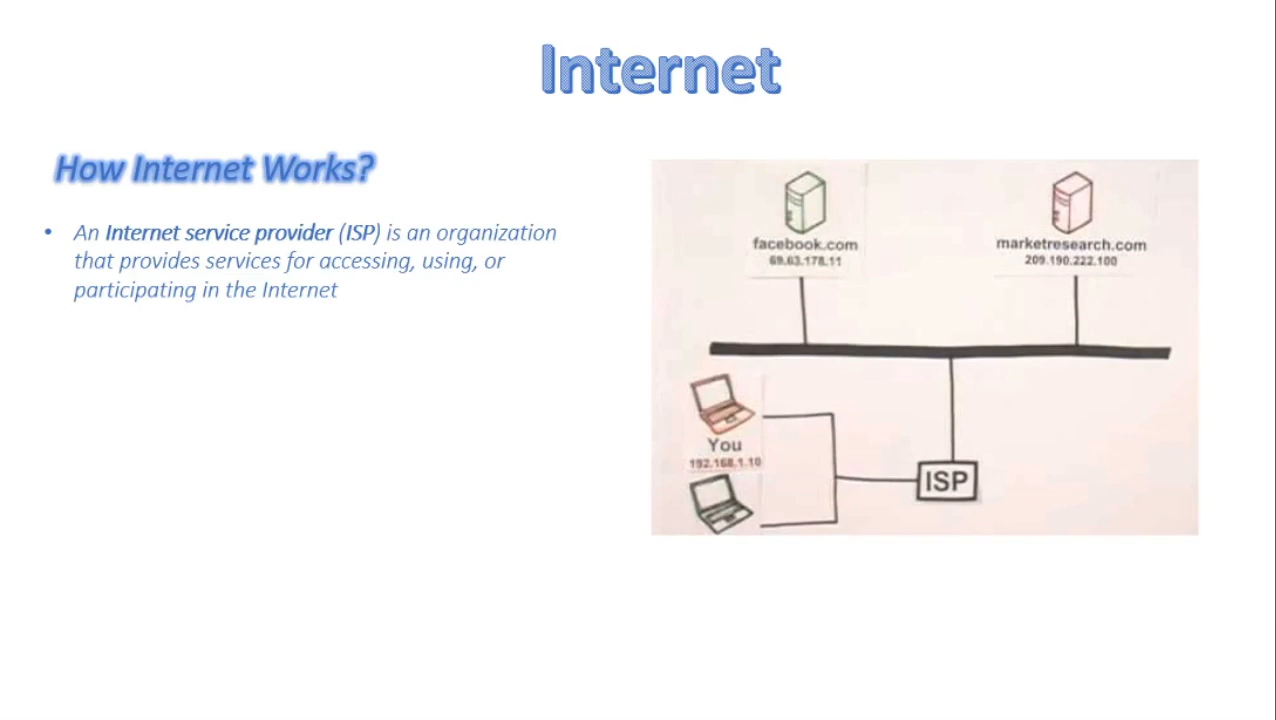 Internet
How Internet Works?
• An Internet service provider (ISP) is an organization
that provides services for accessing, using, or
participating in the Internet
facebook.com
69.63.178.11
marketresearch.com
209.190.222.100
You
192.168.1.10
ISP